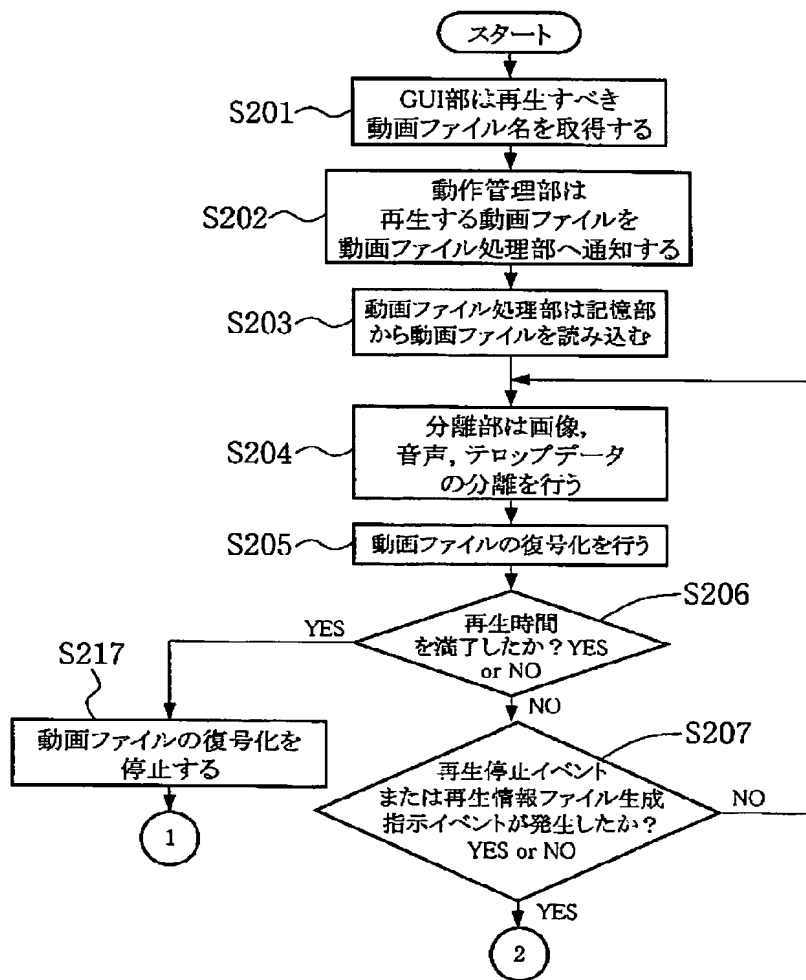 スタート
S201
GUI部は再生すべき
動画ファイル名を取得する
S202
動作管理部は
再生する動画ファイルを
動画ファイル処理部へ通知する
S203
動画ファイル処理部は記憶部
から動画ファイルを読み込む
S204
分離部は画像,
音声,テロップデータ
の分離を行う
S205
動画ファイルの復号化を行う
S206
再生時間
を満了したか？YES
or NO
YES
NO
S217
動画ファイルの復号化を
停止する
1
S207
再生停止イベント
または再生情報ファイル生成
指示イベントが発生したか？
YES or NO
NO
YES
2